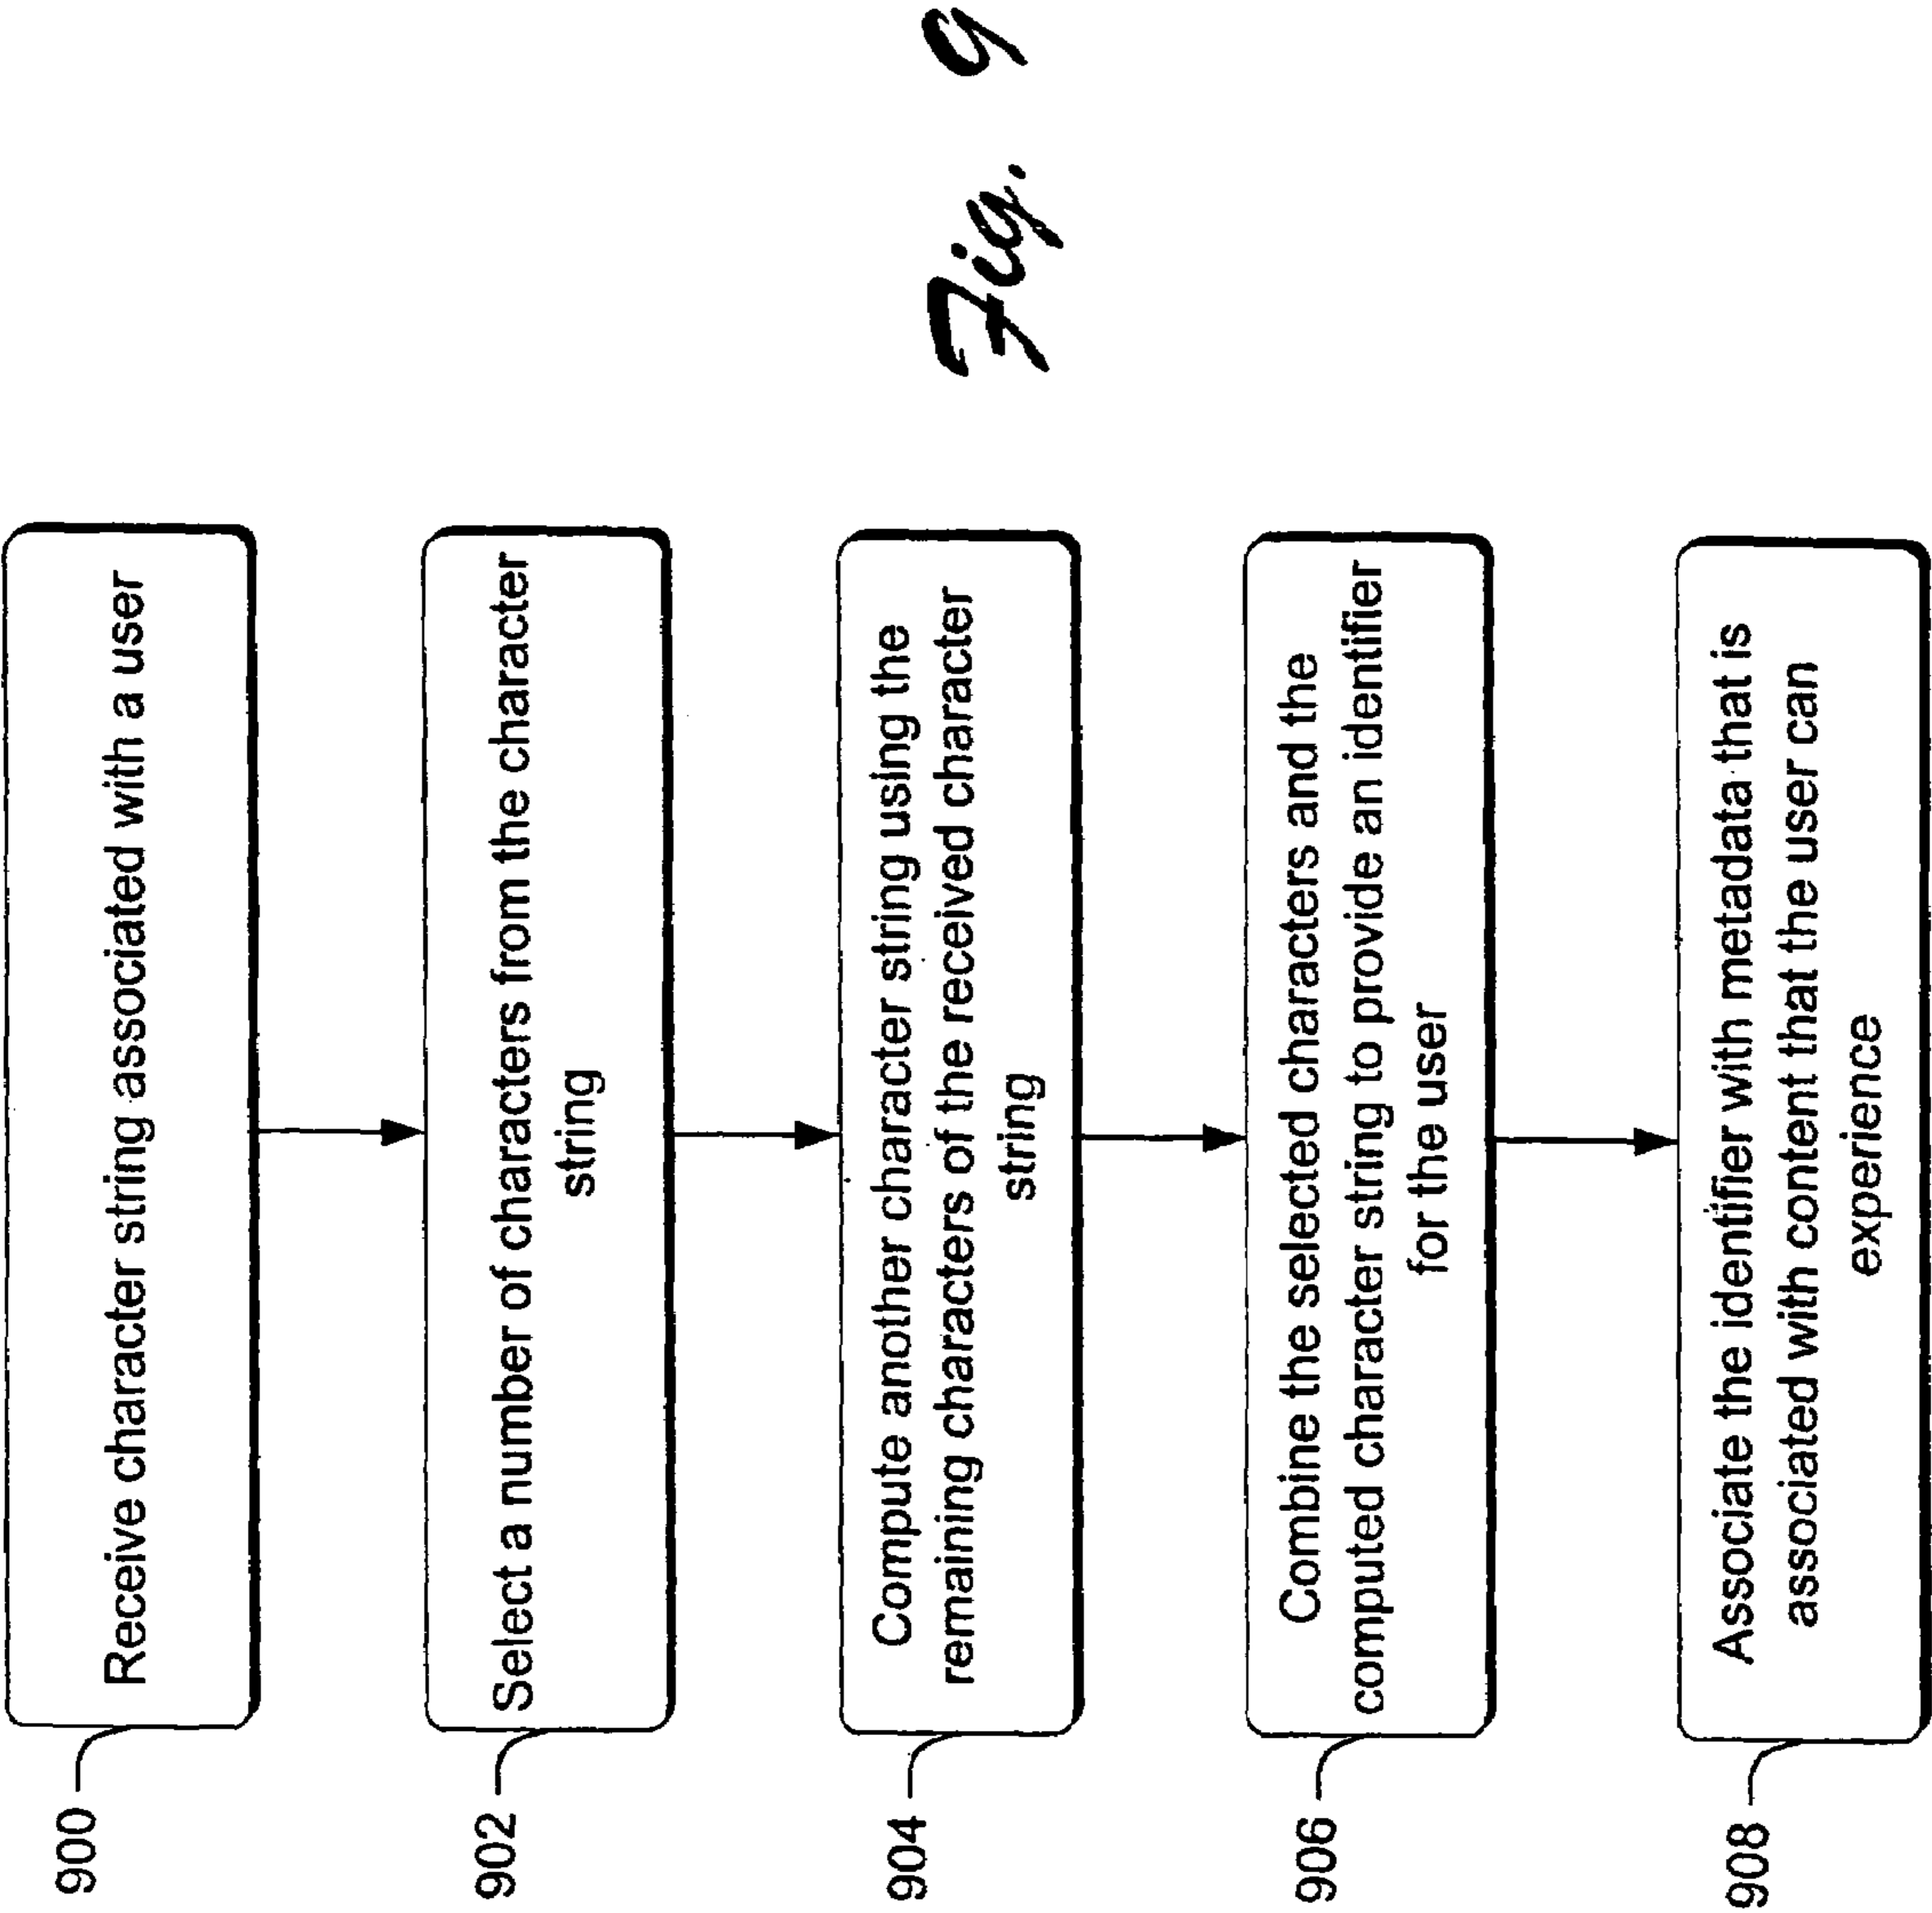 900
Receive character string associated with a user
902
Select a number of characters from the character
string
904
Compute another character string using the
remaining characters of the received character
string
906
Combine the selected characters and the
computed character string to provide an identifier
for the user
908
Associate the identifier with metadata that is
associated with content that the user can
experience
Fig. 9